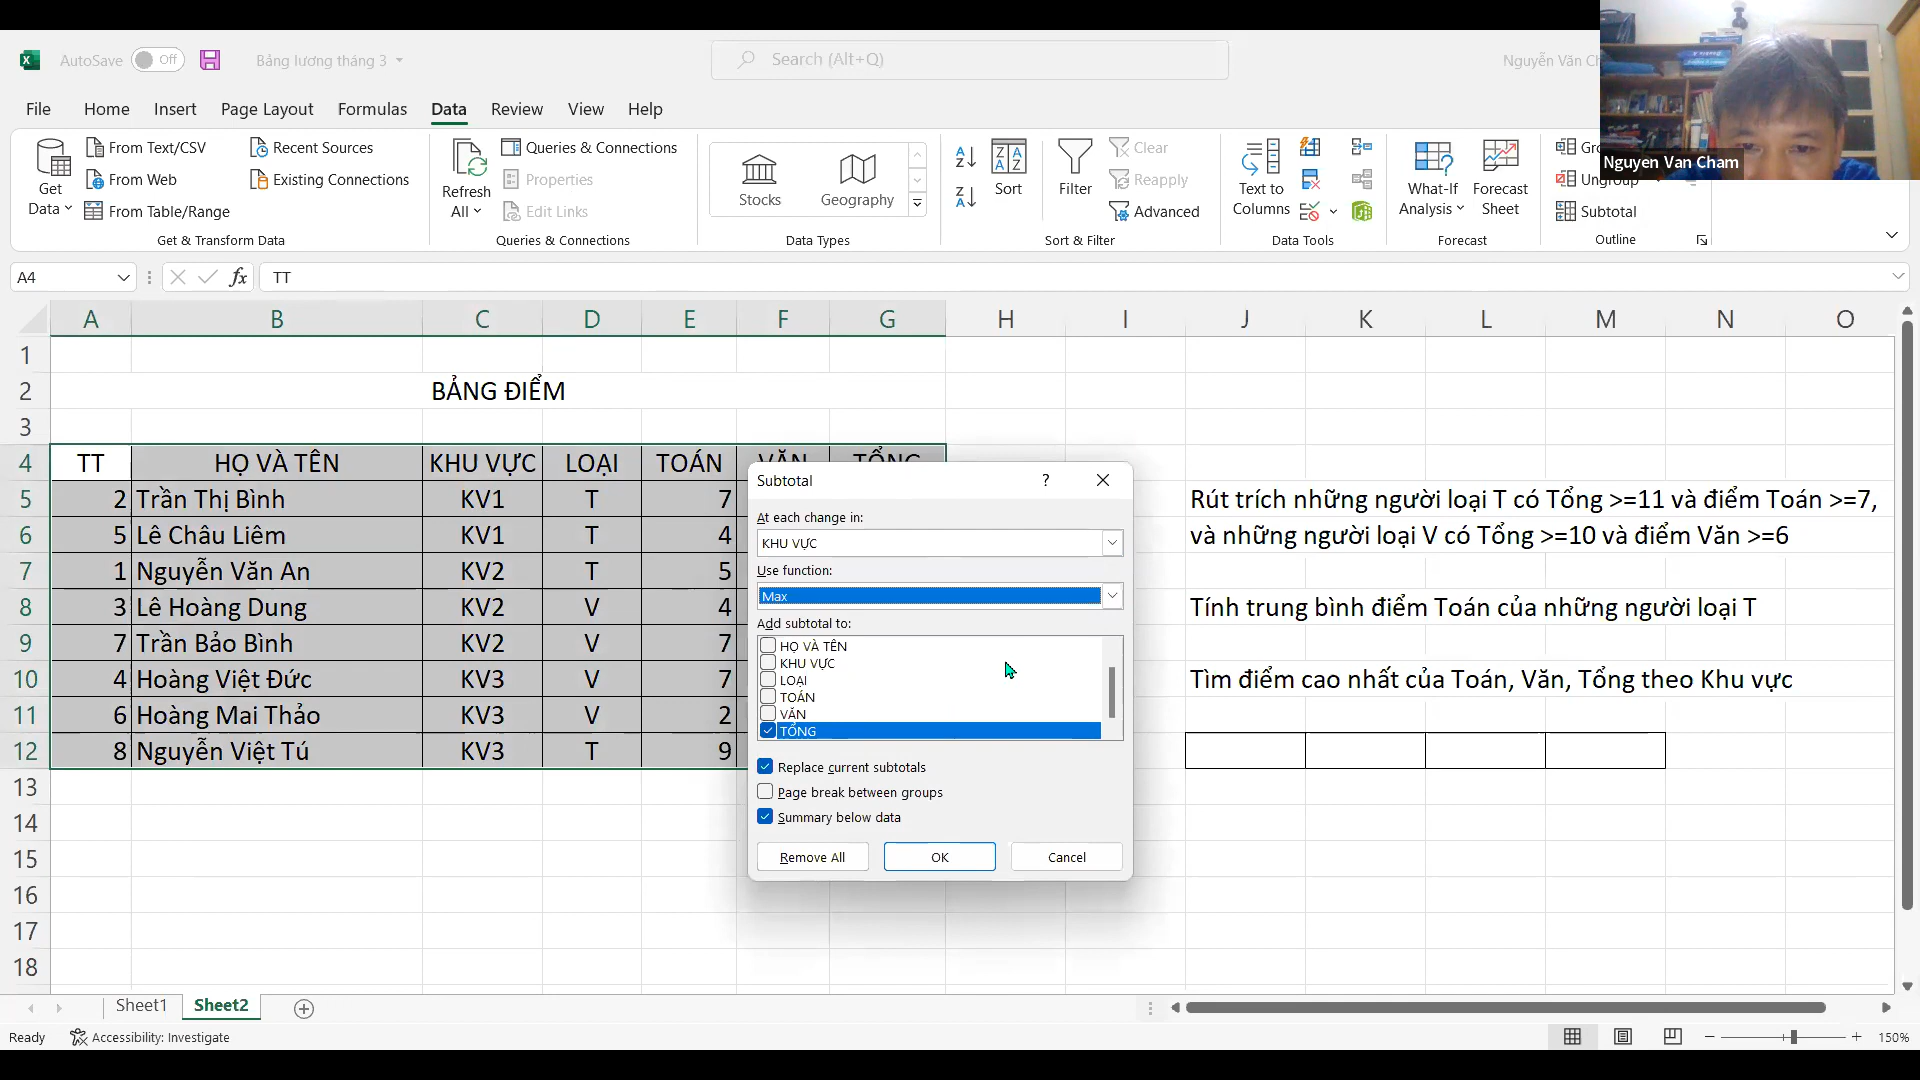 AutoSave Off Bảng lương tháng 3 Search (Alt+Q) Nguyễn Văn
File Home Insert Page Layout Formulas Data Review View Help
Get Data From Text/CSV From Web From Table/Range Recent Sources Existing Connections
Refresh All Queries & Connections Properties Edit Links
Stocks Geography
Sort Filter Clear Reapply Advanced
Text to Columns
What-If Analysis Forecast Sheet
Ungroup Subtotal
Get & Transform Data Queries & Connections Data Types Sort & Filter Data Tools Forecast Outline
Nguyen Van Cham
A4 fx TT
A B C D E F G H I J K L M N O
1
2 BẢNG ĐIỂM
3
4 TT HỌ VÀ TÊN KHU VỰC LOẠI TOÁN VĂN TỔNG
5 2 Trần Thị Bình KV1 T 7
6 5 Lê Châu Liêm KV1 T 4
7 1 Nguyễn Văn An KV2 T 5
8 3 Lê Hoàng Dung KV2 V 4
9 7 Trần Bảo Bình KV2 V 7
10 4 Hoàng Việt Đức KV3 V 7
11 6 Hoàng Mai Thảo KV3 V 2
12 8 Nguyễn Việt Tú KV3 T 9
13
14
15
16
17
18
Subtotal ?
At each change in:
KHU VỰC
Use function:
Max
Add subtotal to:
HỌ VÀ TÊN
KHU VỰC
LOẠI
TOÁN
VĂN
TỔNG
Replace current subtotals
Page break between groups
Summary below data
Remove All OK Cancel
Rút trích những người loại T có Tổng >=11 và điểm Toán >=7,
và những người loại V có Tổng >=10 và điểm Văn >=6
Tính trung bình điểm Toán của những người loại T
Tìm điểm cao nhất của Toán, Văn, Tổng theo Khu vực
Sheet1 Sheet2
Ready Accessibility: Investigate 150%